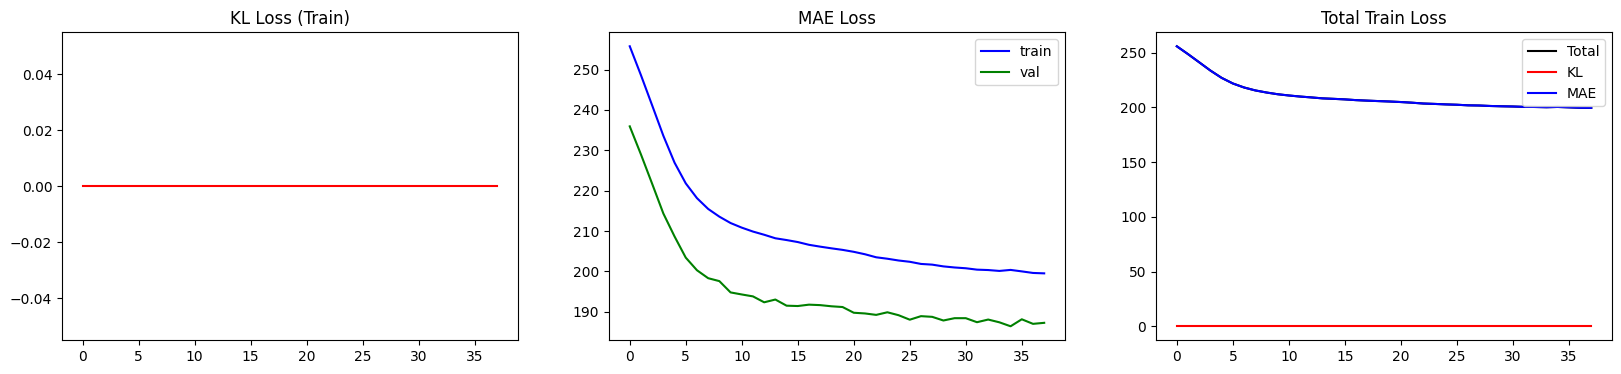 KL Loss (Train)
0.04
0.02
0.00
−0.02
−0.04
0 5 10 15 20 25 30 35
MAE Loss
train
val
250
240
230
220
210
200
190
0 5 10 15 20 25 30 35
Total Train Loss
Total
KL
MAE
250
200
150
100
50
0
0 5 10 15 20 25 30 35